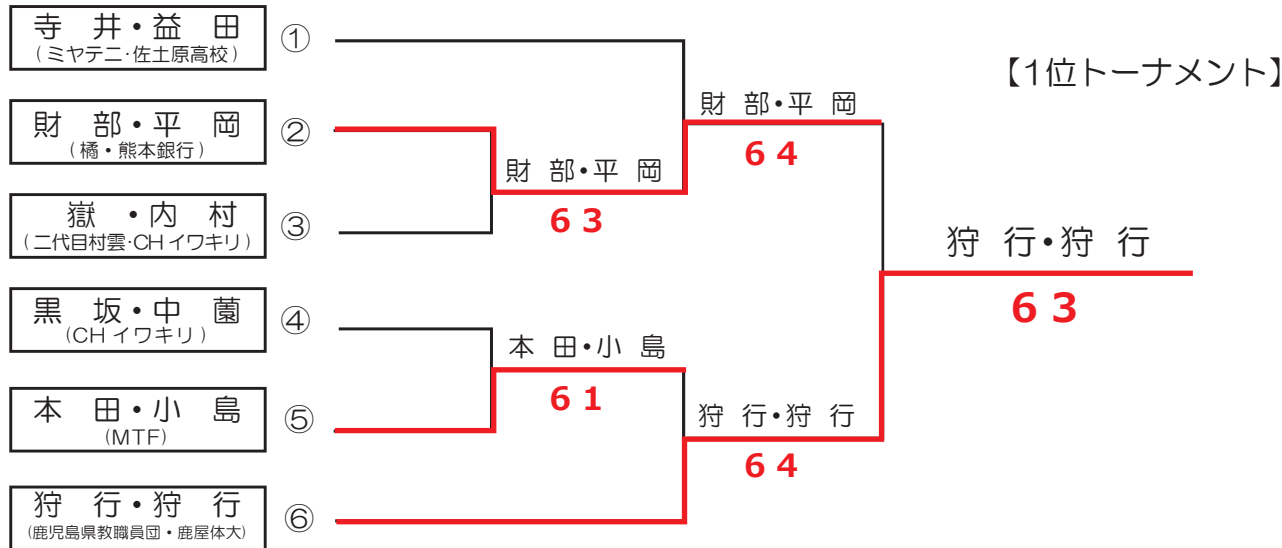 寺 井・益 田
(ミヤテニ・佐土原高校)
①
【1位トーナメント】
財 部・平 岡
(橘・熊本銀行)
②
財 部・平 岡
6 4
財 部・平 岡
6 3
嶽 ・内 村
(二代目村雲・CH イワキリ)
③
狩 行・狩 行
6 3
黒 坂・中 薗
(CH イワキリ)
④
本 田・小 島
6 1
本 田・小 島
(MTF)
⑤
狩 行・狩 行
6 4
狩 行・狩 行
(鹿児島県教職員団・鹿屋体大)
⑥